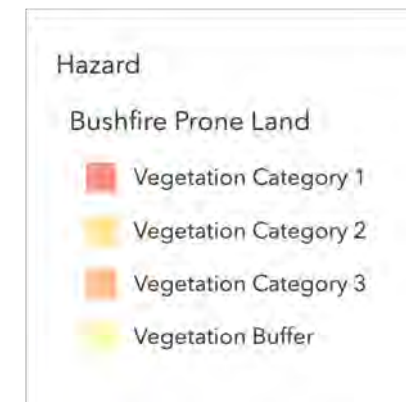 Hazard
Bushfire Prone Land
Vegetation Category 1
Vegetation Category 2
Vegetation Category 3
Vegetation Buffer